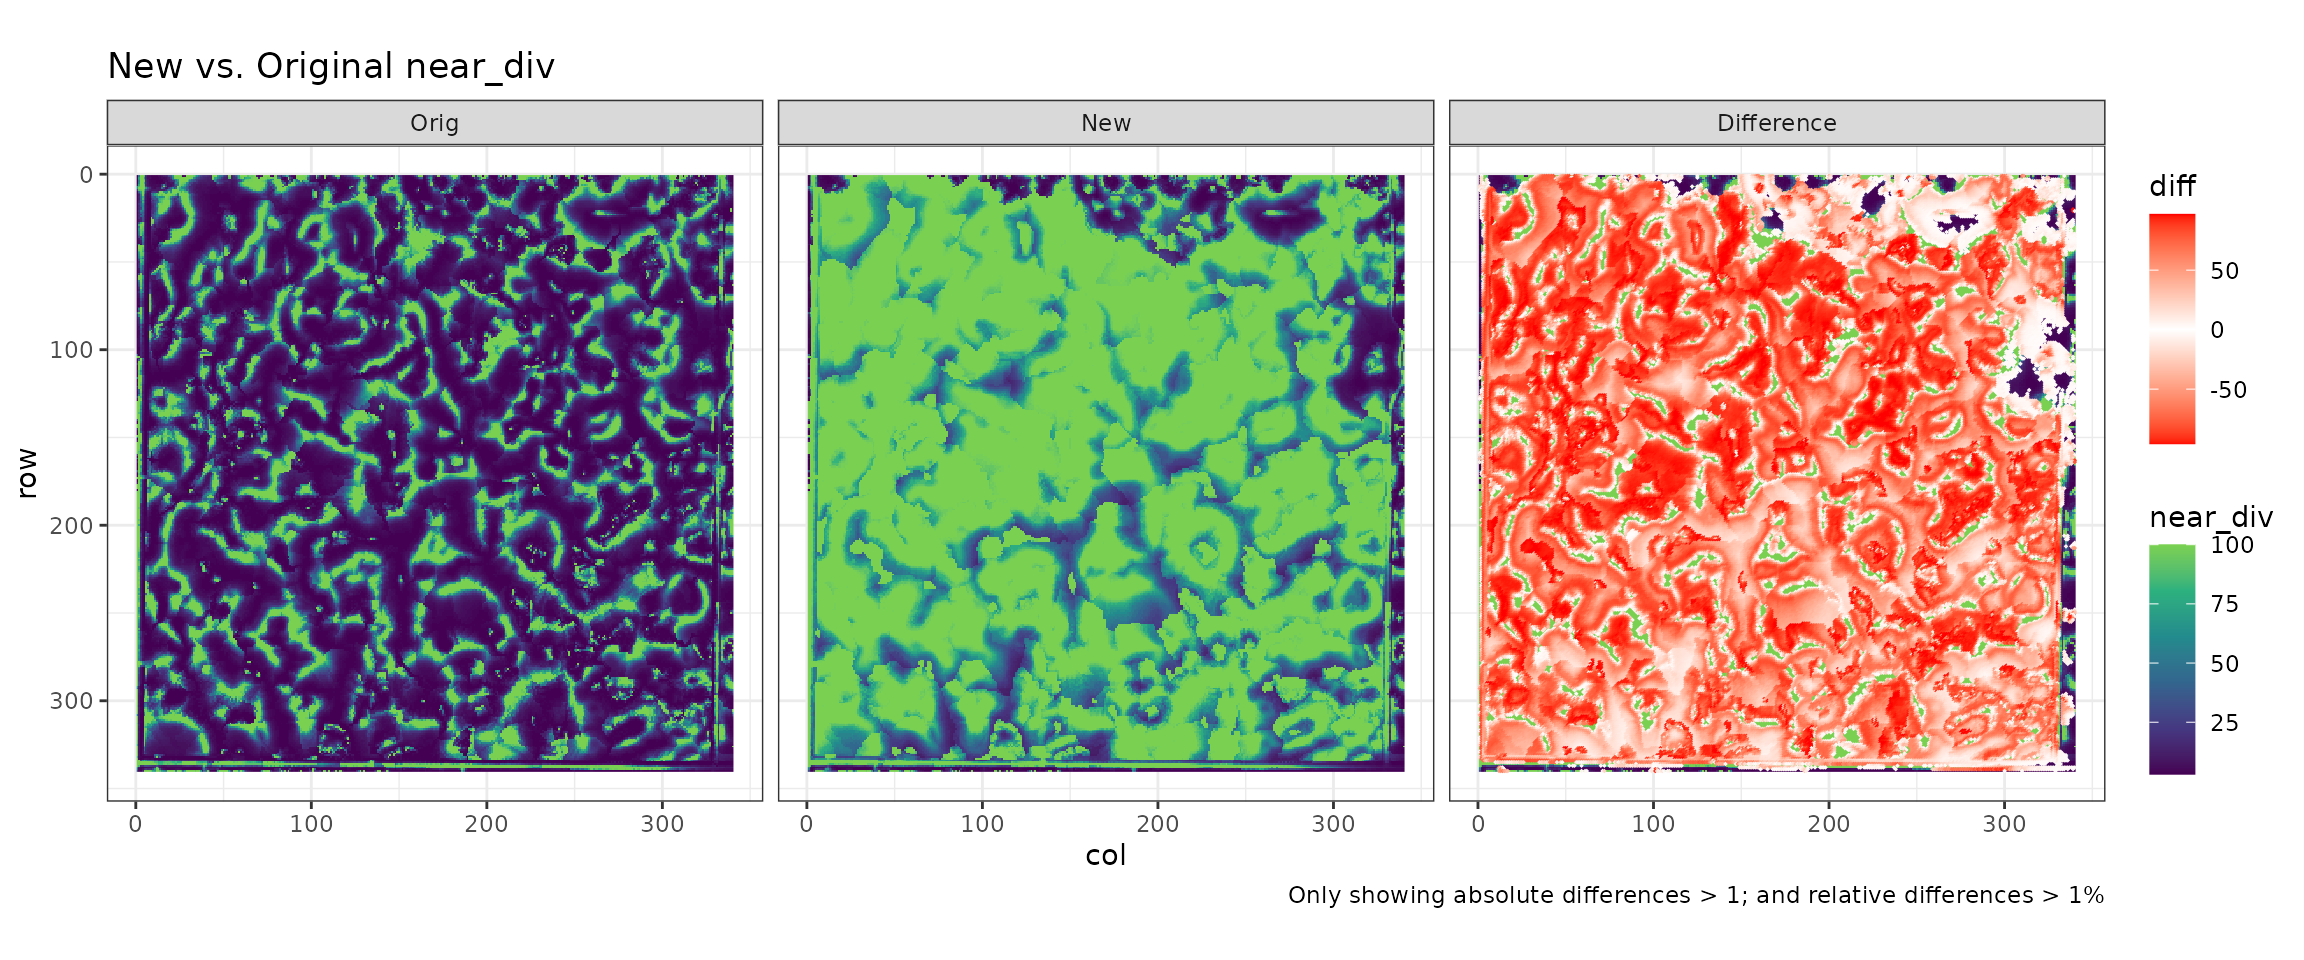 New vs. Original near_div
Orig
New
Difference
row
0
100
200
300
0
100
200
300
0
100
200
300
0
100
200
300
col
diff
50
0
-50
near_div
100
75
50
25
Only showing absolute differences > 1; and relative differences > 1%